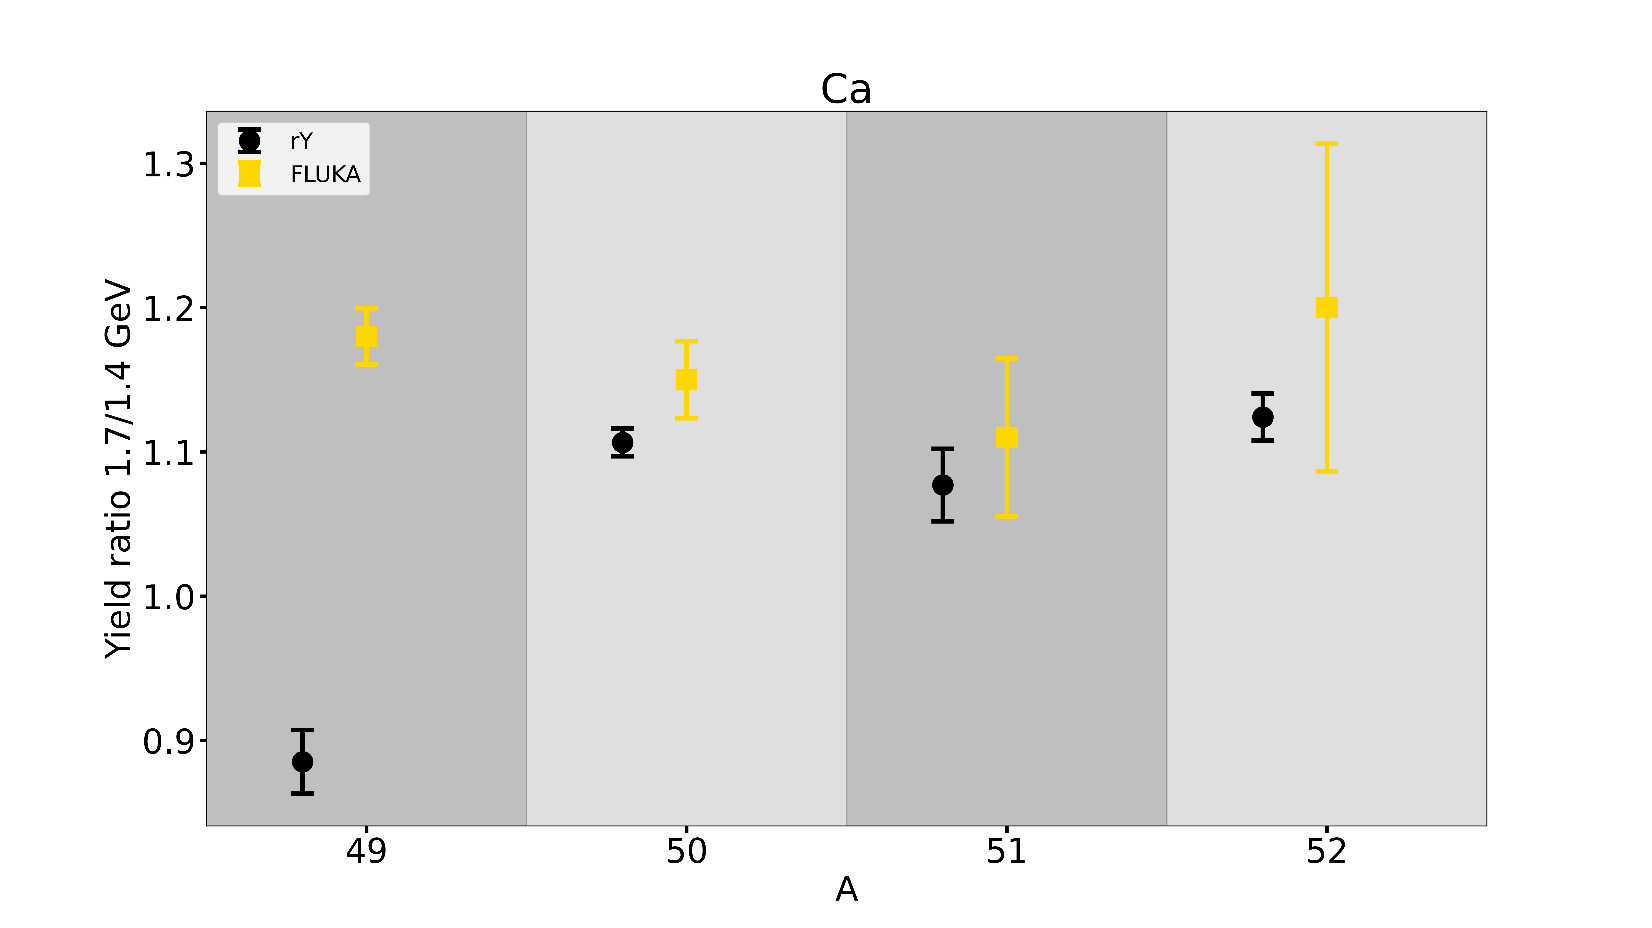 Ca
rY
FLUKA
Yield ratio 1.7/1.4 GeV
1.3
1.2
1.1
1.0
0.9
49 50 51 52
A